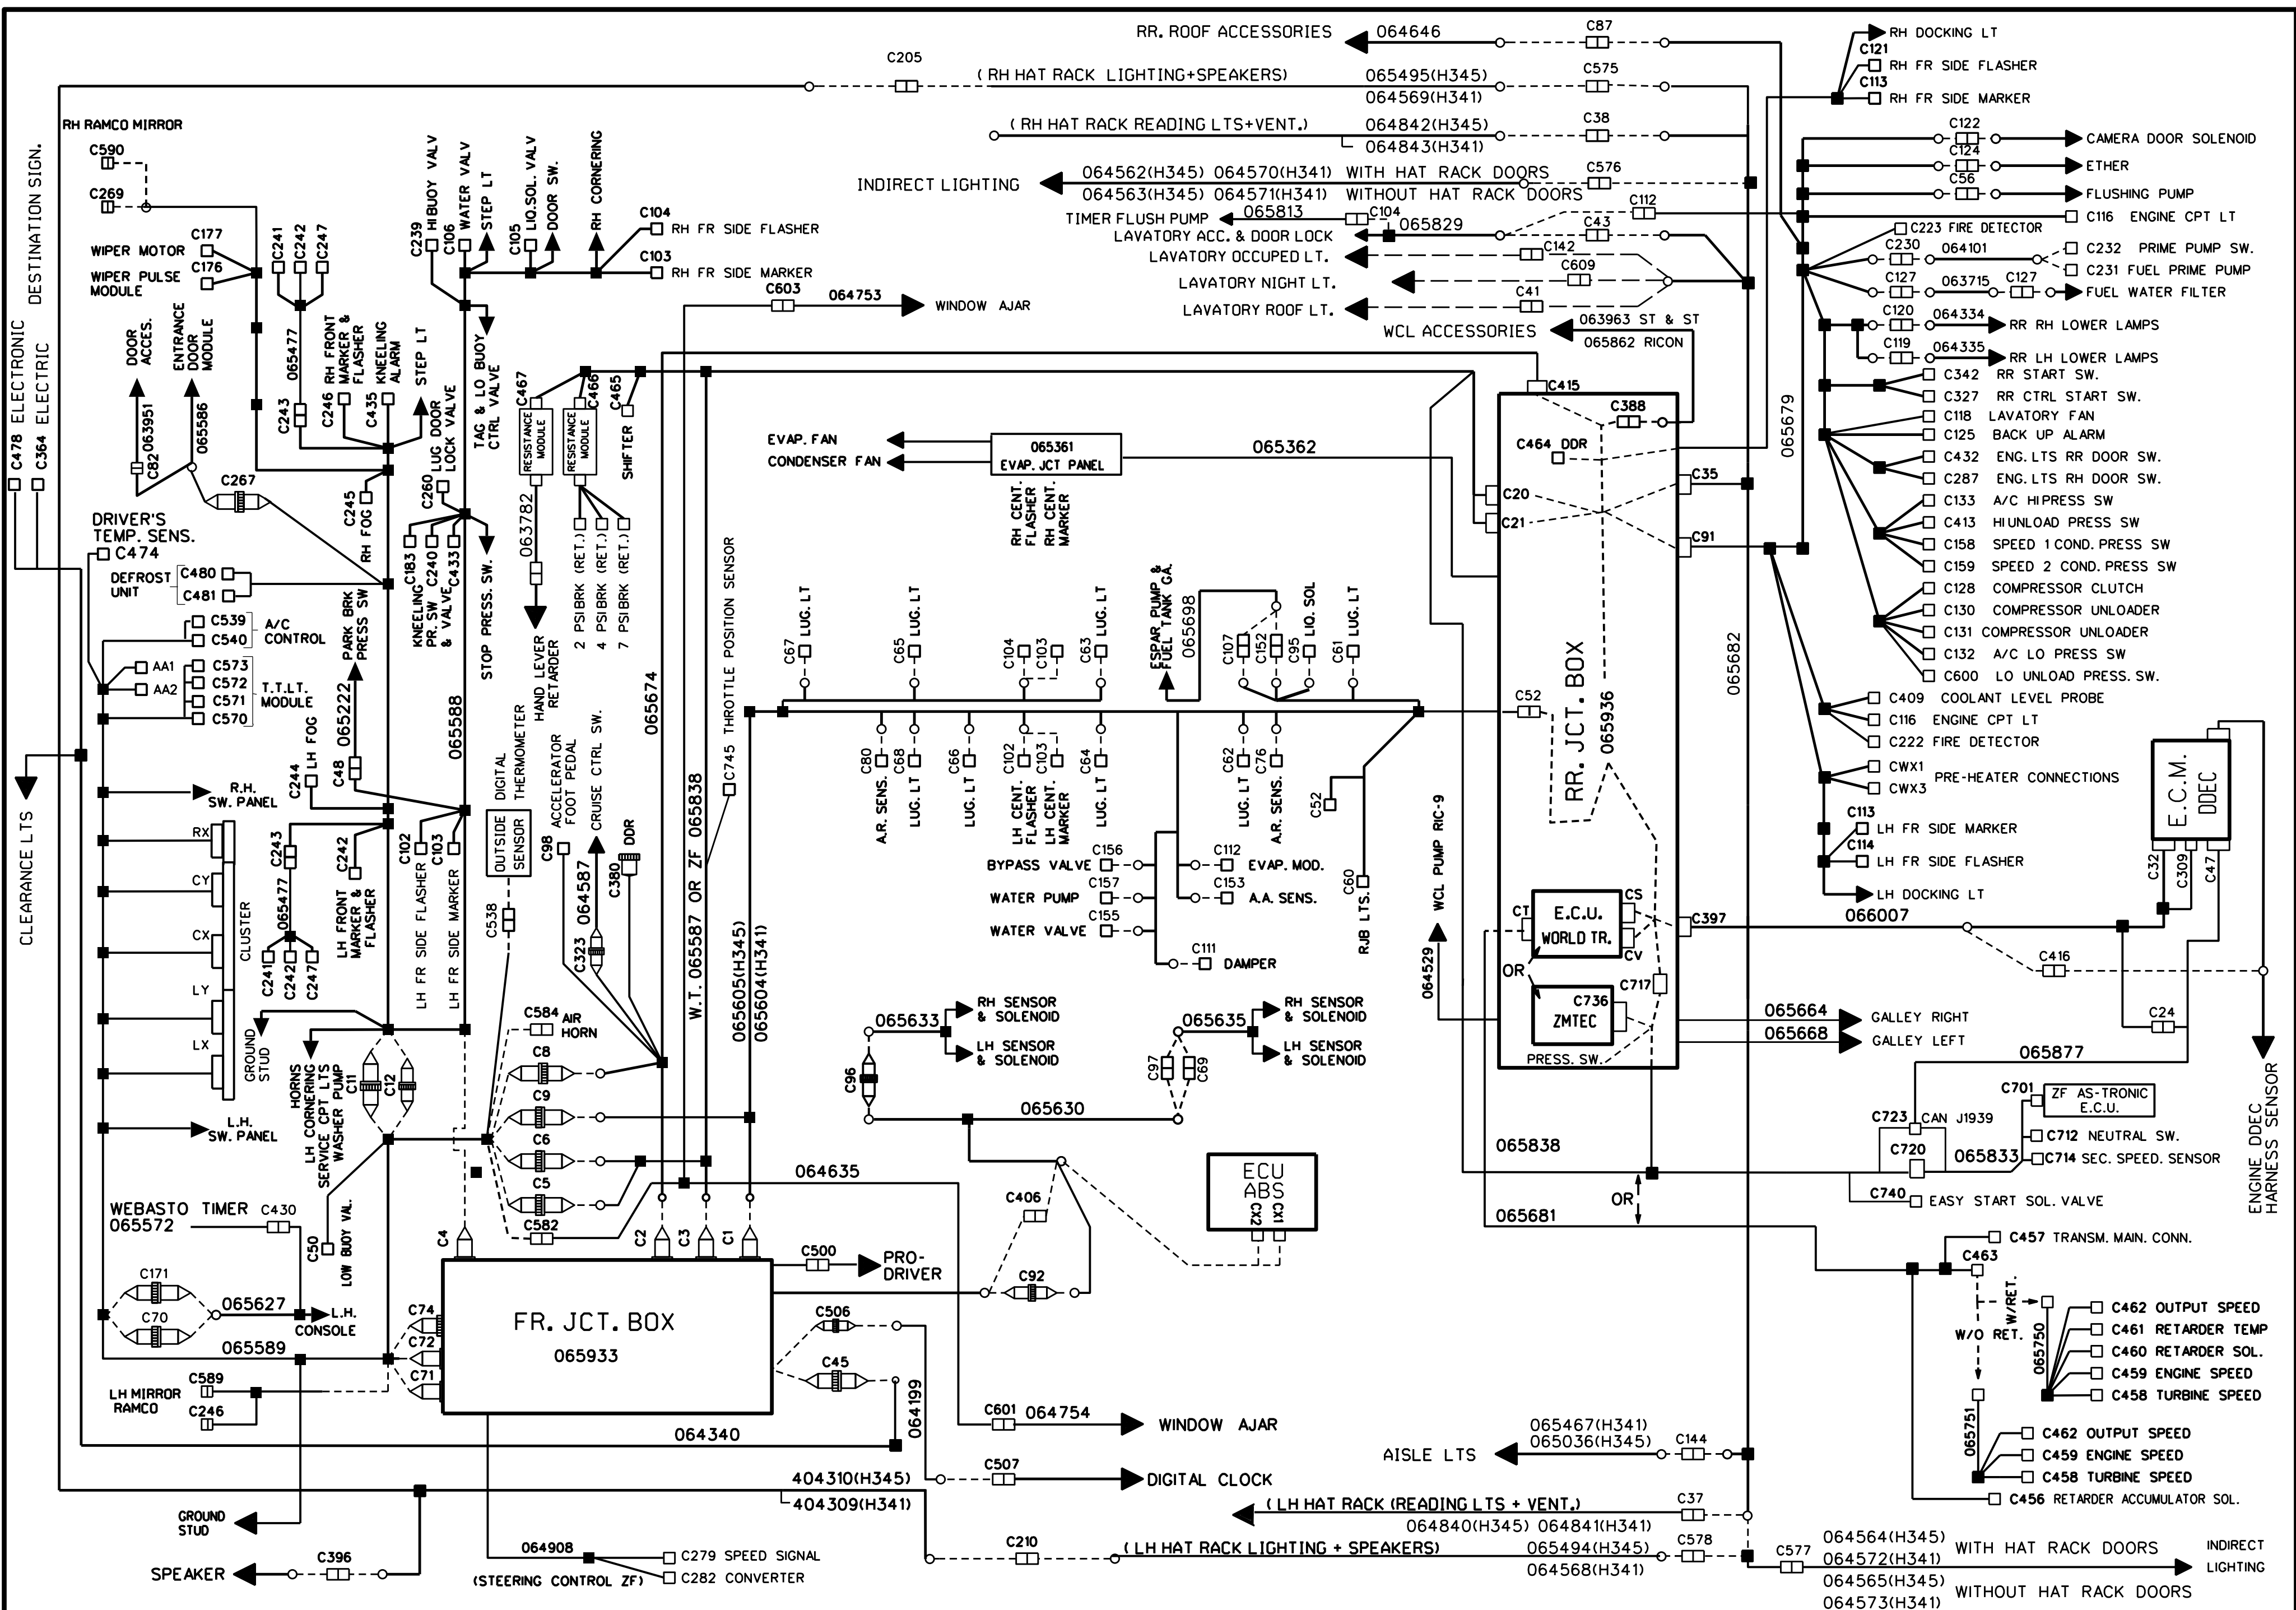 RR. ROOF ACCESSORIES
064646
C87
RH DOCKING LT
C121
RH FR SIDE FLASHER
C113
RH FR SIDE MARKER
C205
( RH HAT RACK LIGHTING+SPEAKERS)
065495(H345)
064569(H341)
C575
( RH HAT RACK READING LTS+VENT.)
064842(H345)
064843(H341)
C38
INDIRECT LIGHTING
064562(H345) 064570(H341) WITH HAT RACK DOORS
064563(H345) 064571(H341) WITHOUT HAT RACK DOORS
C576
TIMER FLUSH PUMP
065813
C104
065829
C112
LAVATORY ACC. & DOOR LOCK
C43
LAVATORY OCCUPED LT.
C142
LAVATORY NIGHT LT.
C609
LAVATORY ROOF LT.
C41
WCL ACCESSORIES
063963 ST & ST
065862 RICON
C122
CAMERA DOOR SOLENOID
C124
ETHER
C56
FLUSHING PUMP
C116 ENGINE CPT LT
C223 FIRE DETECTOR
C230
064101
C232 PRIME PUMP SW.
C231 FUEL PRIME PUMP
C127
063715
C127
FUEL WATER FILTER
C120
064334
RR RH LOWER LAMPS
C119
064335
RR LH LOWER LAMPS
C342 RR START SW.
C327 RR CTRL START SW.
C118 LAVATORY FAN
C125 BACK UP ALARM
C432 ENG. LTS RR DOOR SW.
C287 ENG. LTS RH DOOR SW.
C133 A/C HI PRESS SW
C413 HI UNLOAD PRESS SW
C158 SPEED 1 COND. PRESS SW
C159 SPEED 2 COND. PRESS SW
C128 COMPRESSOR CLUTCH
C130 COMPRESSOR UNLOADER
C131 COMPRESSOR UNLOADER
C132 A/C LO PRESS SW
C600 LO UNLOAD PRESS. SW.
C409 COOLANT LEVEL PROBE
C116 ENGINE CPT LT
C222 FIRE DETECTOR
CWX1
CWX3
PRE-HEATER CONNECTIONS
C113
LH FR SIDE MARKER
C114
LH FR SIDE FLASHER
LH DOCKING LT
065679
065682
E.C.M.
DDEC
C32
C309
C47
066007
C416
C24
065877
ENGINE DDEC
HARNESS SENSOR
RH RAMCO MIRROR
C590
C269
DESTINATION SIGN.
C478 ELECTRONIC
C364 ELECTRIC
WIPER MOTOR
C177
WIPER PULSE
MODULE
C176
C241
C242
C247
065477
C243
DOOR
ACCES.
063951
C82
ENTRANCE
DOOR
MODULE
065586
C267
RH FRONT
MARKER &
FLASHER
C246
KNEELING
ALARM
C435
STEP LT
C245
RH FOG
C239
HI BUOY VALV
C106
WATER VALV
STEP LT
C105
LIQ.SOL. VALV
DOOR SW.
RH CORNERING
C104
RH FR SIDE FLASHER
C103
RH FR SIDE MARKER
TAG & LO BUOY
CTRL VALVE
C260
LUG DOOR
LOCK VALVE
C183
C240
C433
KNEELING
PR. SW
& VALVE
STOP PRESS. SW.
C603
064753
WINDOW AJAR
C467
RESISTANCE
MODULE
C466
RESISTANCE
MODULE
C465
SHIFTER
063782
HAND LEVER
RETARDER
2 PSI BRK (RET.)
4 PSI BRK (RET.)
7 PSI BRK (RET.)
EVAP. FAN
CONDENSER FAN
065361
EVAP. JCT PANEL
065362
RH CENT.
FLASHER
RH CENT.
MARKER
DRIVER'S
TEMP. SENS.
C474
DEFROST
UNIT
C480
C481
C539
C540
A/C
CONTROL
AA1
AA2
C573
C572
C571
C570
T.T.LT.
MODULE
PARK BRK
PRESS SW
065222
C48
065588
C244
LH FOG
R.H.
SW. PANEL
RX
CY
CX
LY
LX
CLUSTER
C243
065477
C241
C242
C247
C242
LH FRONT
MARKER &
FLASHER
C102
LH FR SIDE FLASHER
C103
LH FR SIDE MARKER
GROUND
STUD
HORNS
LH CORNERING
SERVICE CPT LTS
WASHER PUMP
C11
C12
L.H.
SW. PANEL
CLEARANCE LTS
DIGITAL
THERMOMETER
OUTSIDE
SENSOR
C538
C98
ACCELERATOR
FOOT PEDAL
CRUISE CTRL SW.
064587
C323
DDR
C380
065674
W.T. 065587 OR ZF 065838
C745 THROTTLE POSITION SENSOR
065605(H345)
065604(H341)
C67
LUG. LT
C65
LUG. LT
C104
C103
C63
LUG. LT
ESPAR PUMP &
FUEL TANK GA.
065698
C107
C152
C95
LIQ. SOL
C61
LUG. LT
C80
A.R. SENS.
C68
LUG. LT
C66
LUG. LT
C102
LH CENT.
FLASHER
C103
LH CENT.
MARKER
C64
LUG. LT
C62
LUG. LT
C76
A.R. SENS.
C52
C60
RJB LTS.
BYPASS VALVE
C156
WATER PUMP
C157
WATER VALVE
C155
C112
EVAP. MOD.
C153
A.A. SENS.
C111
DAMPER
WCL PUMP RIC-9
064529
C415
C388
C464 DDR
C20
C21
C35
C91
C52
RR. JCT. BOX
065936
CT
CS
E.C.U.
WORLD TR.
CV
C397
OR
C717
C736
ZMTEC
PRESS. SW.
065664
GALLEY RIGHT
065668
GALLEY LEFT
C584
AIR
HORN
C8
C9
C6
C5
C582
C4
C2
C3
C1
064635
065633
RH SENSOR
& SOLENOID
LH SENSOR
& SOLENOID
C96
065635
RH SENSOR
& SOLENOID
LH SENSOR
& SOLENOID
C97
C69
065630
C406
C92
ECU
ABS
CX2
CX1
065838
OR
065681
C723
CAN J1939
C720
065833
C701
ZF AS-TRONIC
E.C.U.
C712 NEUTRAL SW.
C714 SEC. SPEED. SENSOR
C740
EASY START SOL. VALVE
C457 TRANSM. MAIN. CONN.
C463
W/RET.
W/O RET.
065750
C462 OUTPUT SPEED
C461 RETARDER TEMP
C460 RETARDER SOL.
C459 ENGINE SPEED
C458 TURBINE SPEED
065751
C462 OUTPUT SPEED
C459 ENGINE SPEED
C458 TURBINE SPEED
C456 RETARDER ACCUMULATOR SOL.
WEBASTO TIMER
065572
C430
C50
LOW BUOY VAL.
C171
C70
065627
L.H.
CONSOLE
065589
C74
C72
C71
LH MIRROR
RAMCO
C589
C246
FR. JCT. BOX
065933
C500
PRO-
DRIVER
C506
C45
064199
064340
C601
064754
WINDOW AJAR
C507
DIGITAL CLOCK
404310(H345)
404309(H341)
GROUND
STUD
SPEAKER
C396
064908
(STEERING CONTROL ZF)
C279 SPEED SIGNAL
C282 CONVERTER
C210
AISLE LTS
065467(H341)
065036(H345)
C144
( LH HAT RACK (READING LTS + VENT.)
064840(H345) 064841(H341)
C37
( LH HAT RACK LIGHTING + SPEAKERS)
065494(H345)
064568(H341)
C578
C577
064564(H345)
064572(H341)
WITH HAT RACK DOORS
064565(H345)
064573(H341)
WITHOUT HAT RACK DOORS
INDIRECT
LIGHTING